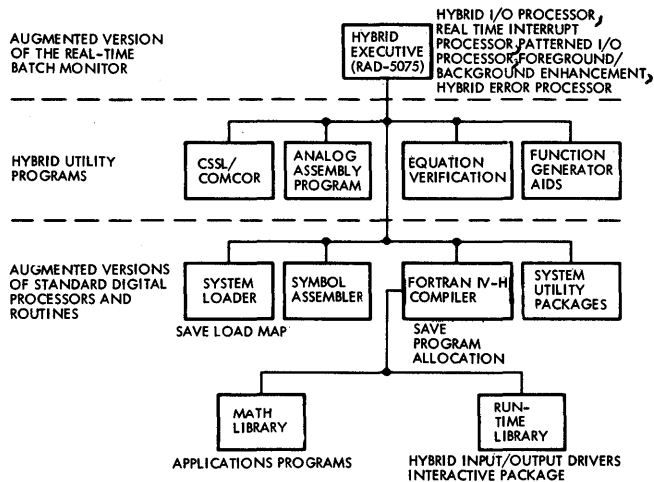 AUGMENTED VERSION
OF THE REAL-TIME
BATCH MONITOR
HYBRID
EXECUTIVE
(RAD-5075)
HYBRID I/O PROCESSOR,
REAL TIME INTERRUPT
PROCESSOR, PATTERNED I/O
PROCESSOR, FOREGROUND/
BACKGROUND ENHANCEMENT,
HYBRID ERROR PROCESSOR
HYBRID UTILITY
PROGRAMS
CSSL/
COMCOR
ANALOG
ASSEMBLY
PROGRAM
EQUATION
VERIFICATION
FUNCTION
GENERATOR
AIDS
AUGMENTED VERSIONS
OF STANDARD DIGITAL
PROCESSORS AND
ROUTINES
SYSTEM
LOADER
SAVE LOAD MAP
SYMBOL
ASSEMBLER
FORTRAN IV-H
COMPILER
SAVE
PROGRAM
ALLOCATION
SYSTEM
UTILITY
PACKAGES
MATH
LIBRARY
APPLICATIONS PROGRAMS
RUN-
TIME
LIBRARY
HYBRID INPUT/OUTPUT DRIVERS
INTERACTIVE PACKAGE